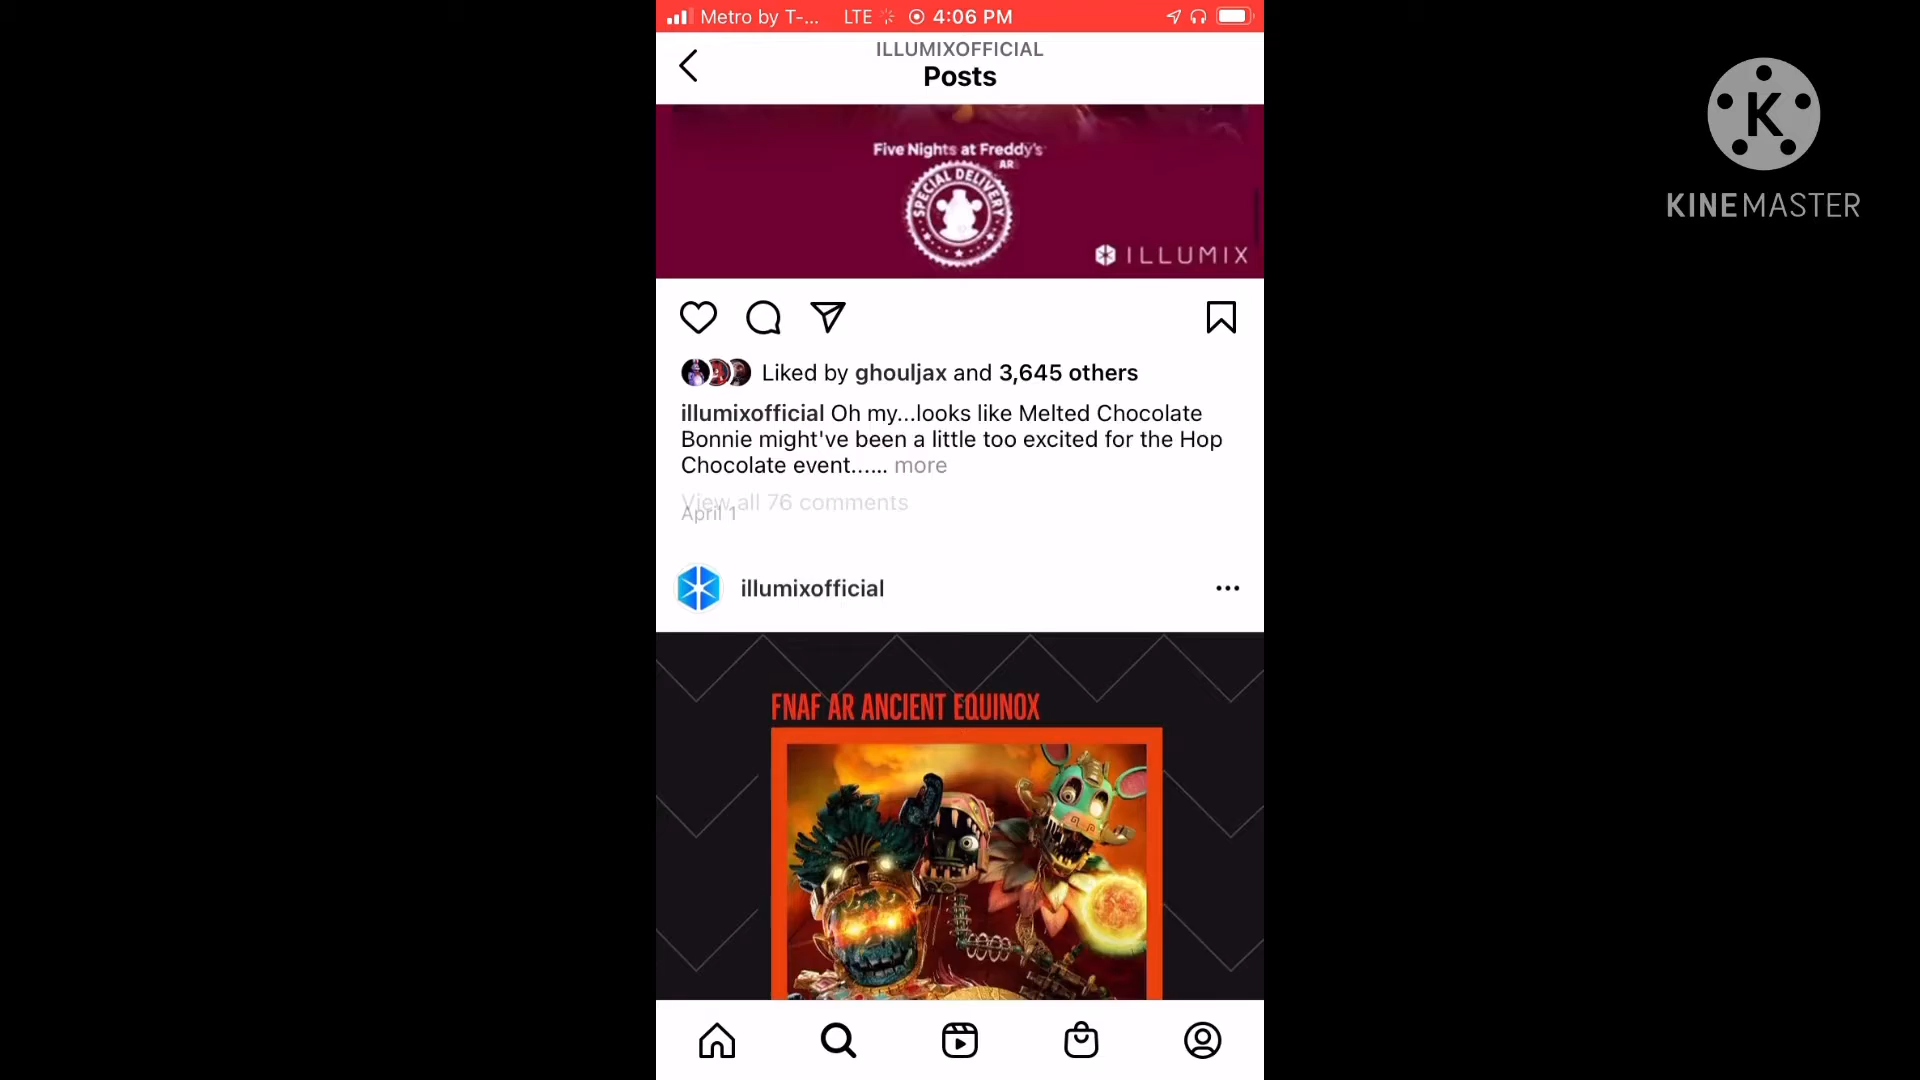 Metro by T-... LTE 4:06 PM
ILLUMIXOFFICIAL
Posts
K
KINEMASTER
Five Nights at Freddy's
AR
SPECIAL DELIVERY
ILLUMIX
Liked by ghouljax and 3,645 others
illumixofficial Oh my...looks like Melted Chocolate
Bonnie might've been a little too excited for the Hop
Chocolate event...... more
View all 76 comments
April 1
illumixofficial
FNAF AR ANCIENT EQUINOX